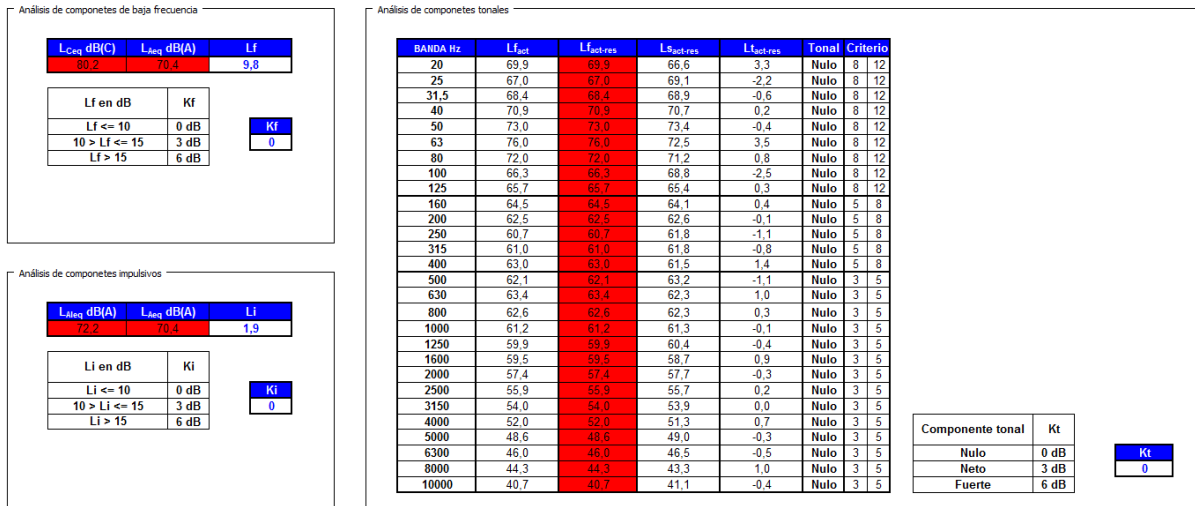 Análisis de componetes de baja frecuencia
LCeq dB(C) LAeq dB(A) Lf
80,2 70,4 9,8
Lf en dB Kf
Lf <= 10 0 dB
10 > Lf <= 15 3 dB
Lf > 15 6 dB
Kf
0
Análisis de componetes impulsivos
LAIeq dB(A) LAeq dB(A) Li
72,2 70,4 1,9
Li en dB Ki
Li <= 10 0 dB
10 > Li <= 15 3 dB
Li > 15 6 dB
Ki
0
Análisis de componetes tonales
BANDA Hz Lfact Lfact-res Lsact-res Ltact-res Tonal Criterio
20 69,9 69,9 66,6 3,3 Nulo 8 12
25 67,0 67,0 69,1 -2,2 Nulo 8 12
31,5 68,4 68,4 68,9 -0,6 Nulo 8 12
40 70,9 70,9 70,7 0,2 Nulo 8 12
50 73,0 73,0 73,4 -0,4 Nulo 8 12
63 76,0 76,0 72,5 3,5 Nulo 8 12
80 72,0 72,0 71,2 0,8 Nulo 8 12
100 66,3 66,3 68,8 -2,5 Nulo 8 12
125 65,7 65,7 65,4 0,3 Nulo 8 12
160 64,5 64,5 64,1 0,4 Nulo 5 8
200 62,5 62,5 62,6 -0,1 Nulo 5 8
250 60,7 60,7 61,8 -1,1 Nulo 5 8
315 61,0 61,0 61,8 -0,8 Nulo 5 8
400 63,0 63,0 61,5 1,4 Nulo 5 8
500 62,1 62,1 63,2 -1,1 Nulo 3 5
630 63,4 63,4 62,3 1,0 Nulo 3 5
800 62,6 62,6 62,3 0,3 Nulo 3 5
1000 61,2 61,2 61,3 -0,1 Nulo 3 5
1250 59,9 59,9 60,4 -0,4 Nulo 3 5
1600 59,5 59,5 58,7 0,9 Nulo 3 5
2000 57,4 57,4 57,7 -0,3 Nulo 3 5
2500 55,9 55,9 55,7 0,2 Nulo 3 5
3150 54,0 54,0 53,9 0,0 Nulo 3 5
4000 52,0 52,0 51,3 0,7 Nulo 3 5
5000 48,6 48,6 49,0 -0,3 Nulo 3 5
6300 46,0 46,0 46,5 -0,5 Nulo 3 5
8000 44,3 44,3 43,3 1,0 Nulo 3 5
10000 40,7 40,7 41,1 -0,4 Nulo 3 5
Componente tonal Kt
Nulo 0 dB
Neto 3 dB
Fuerte 6 dB
Kt
0